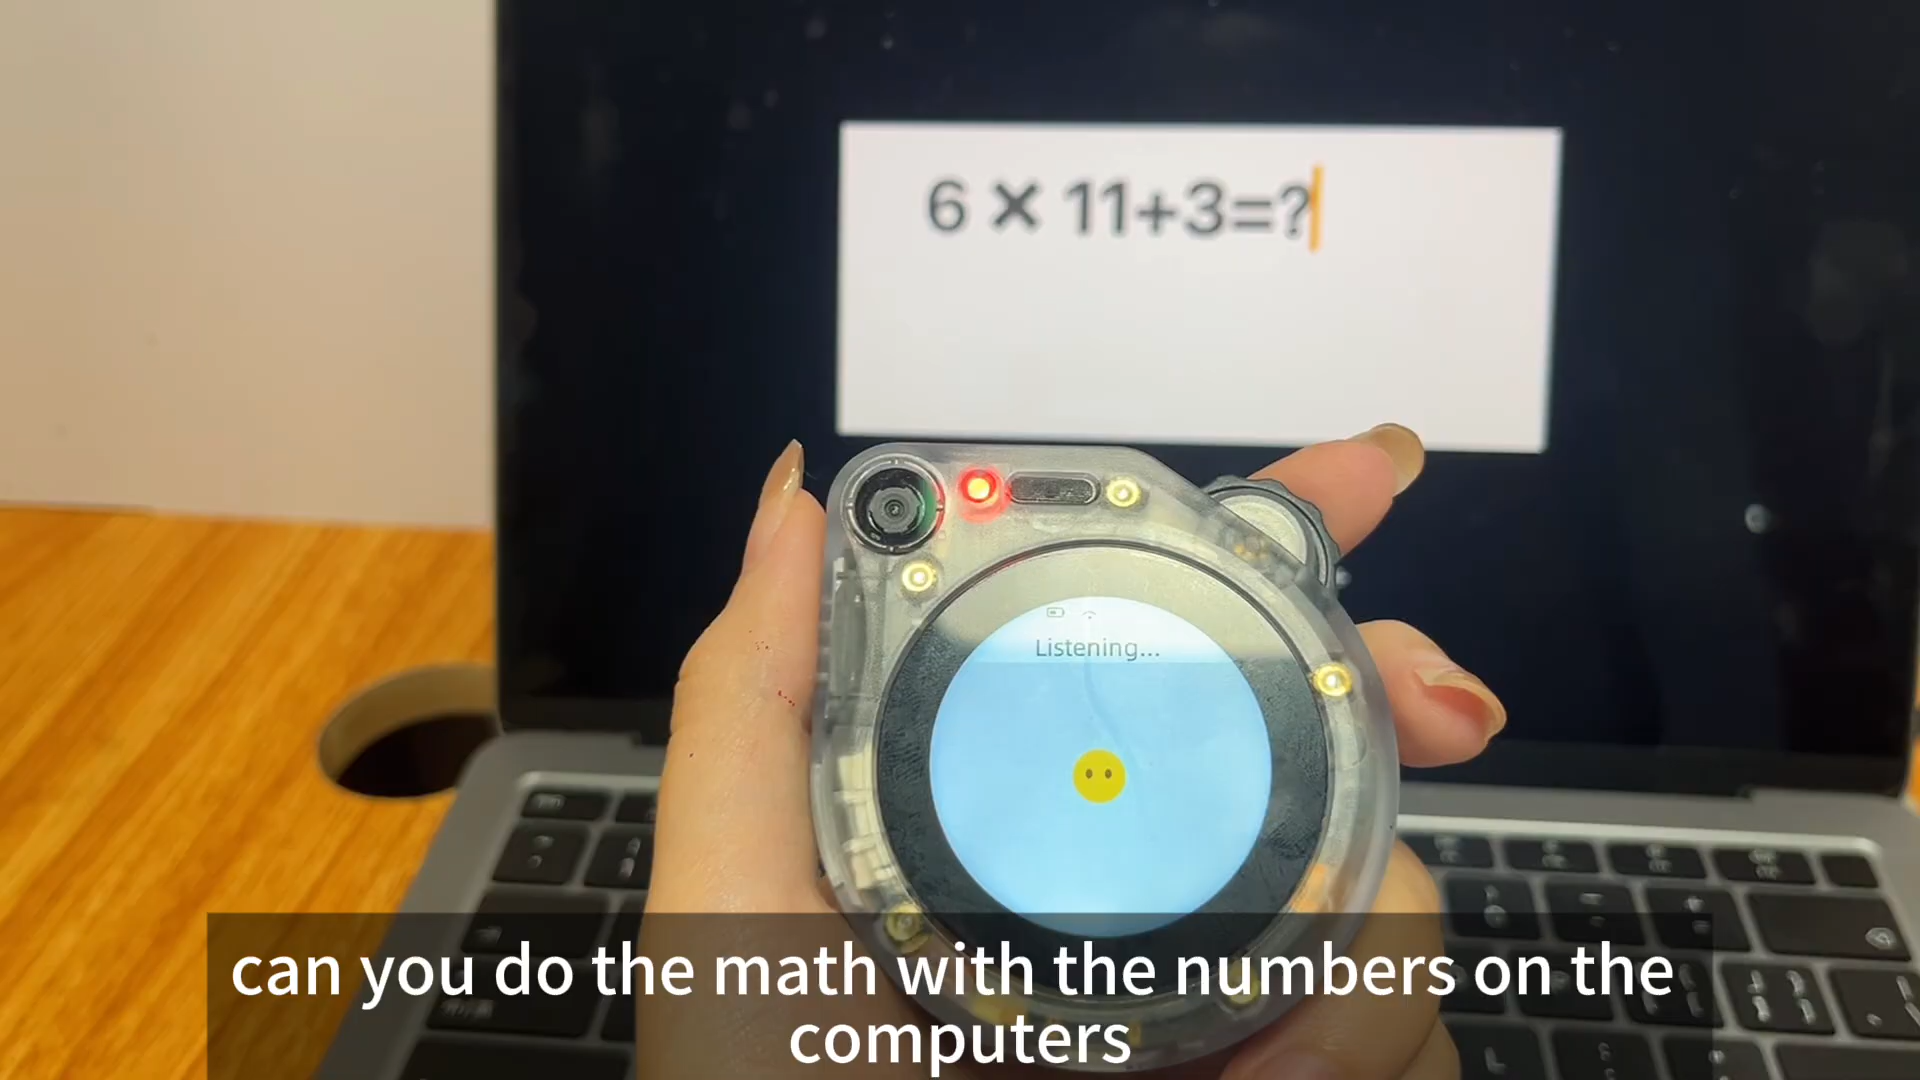 6 × 11+3=?
Listening...
can you do the math with the numbers on the
computers